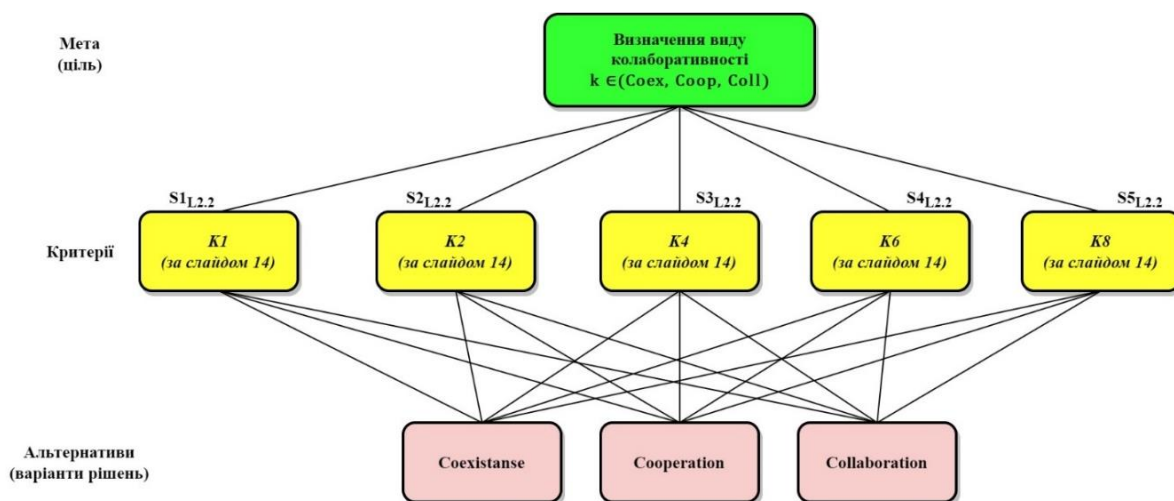 Мета
(ціль)
Визначення виду
колаборативності
k ∈(Coex, Coop, Coll)
S1L2.2
S2L2.2
S3L2.2
S4L2.2
S5L2.2
Критерії
K1
(за слайдом 14)
K2
(за слайдом 14)
K4
(за слайдом 14)
K6
(за слайдом 14)
K8
(за слайдом 14)
Альтернативи
(варіанти рішень)
Coexistanse
Cooperation
Collaboration